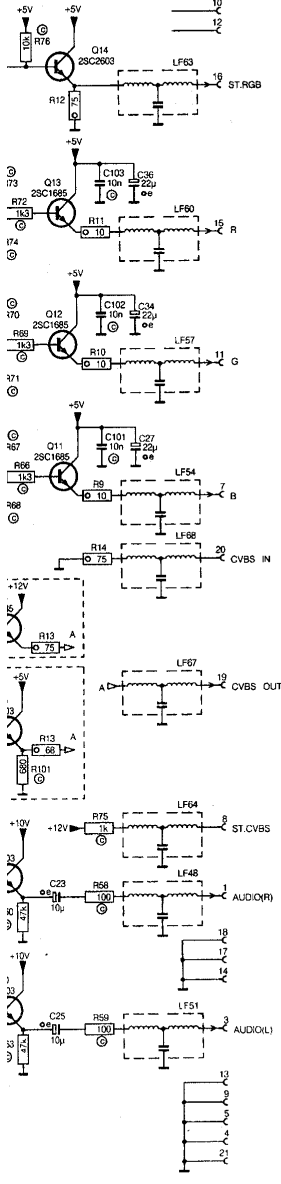 10
+5V
12
R76
10k
Q14
2SC2603
LF63
16 ST.RGB
R12
75
+5V
Q13
2SC1685
C103
10n
C36
22µ
R72
1k3
R11
10
LF60
15 R
+5V
Q12
2SC1685
C102
10n
C34
22µ
R69
1k3
R10
10
LF57
11 G
+5V
Q11
2SC1685
C101
10n
C27
22µ
R66
1k3
R9
10
LF54
7 B
R14
75
LF68
20 CVBS IN
+12V
R13
75
A
+5V
LF67
A
19 CVBS OUT
R13
68
A
R101
680
+10V
+12V
R75
1k
LF64
8 ST.CVBS
C23
10µ
R58
100
LF48
1 AUDIO(R)
47k
18
17
14
+10V
C25
10µ
R59
100
LF51
3 AUDIO(L)
47k
13
9
5
4
21